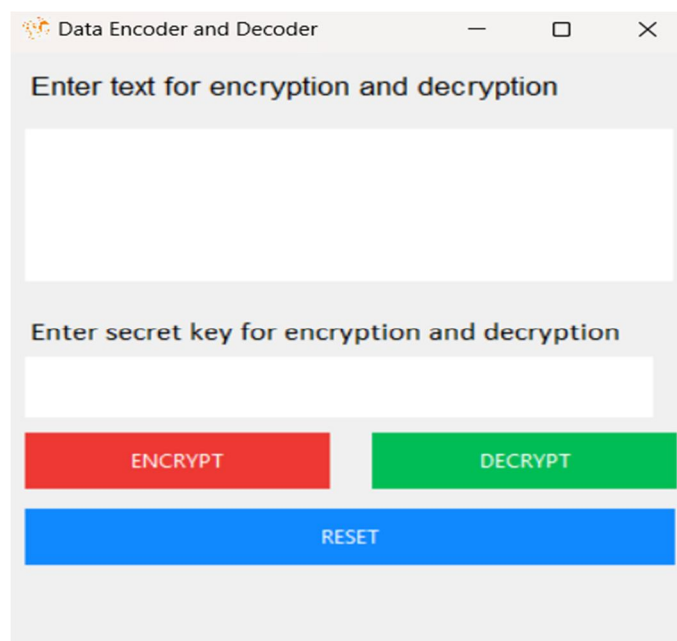 Data Encoder and Decoder
Enter text for encryption and decryption
Enter secret key for encryption and decryption
ENCRYPT DECRYPT
RESET